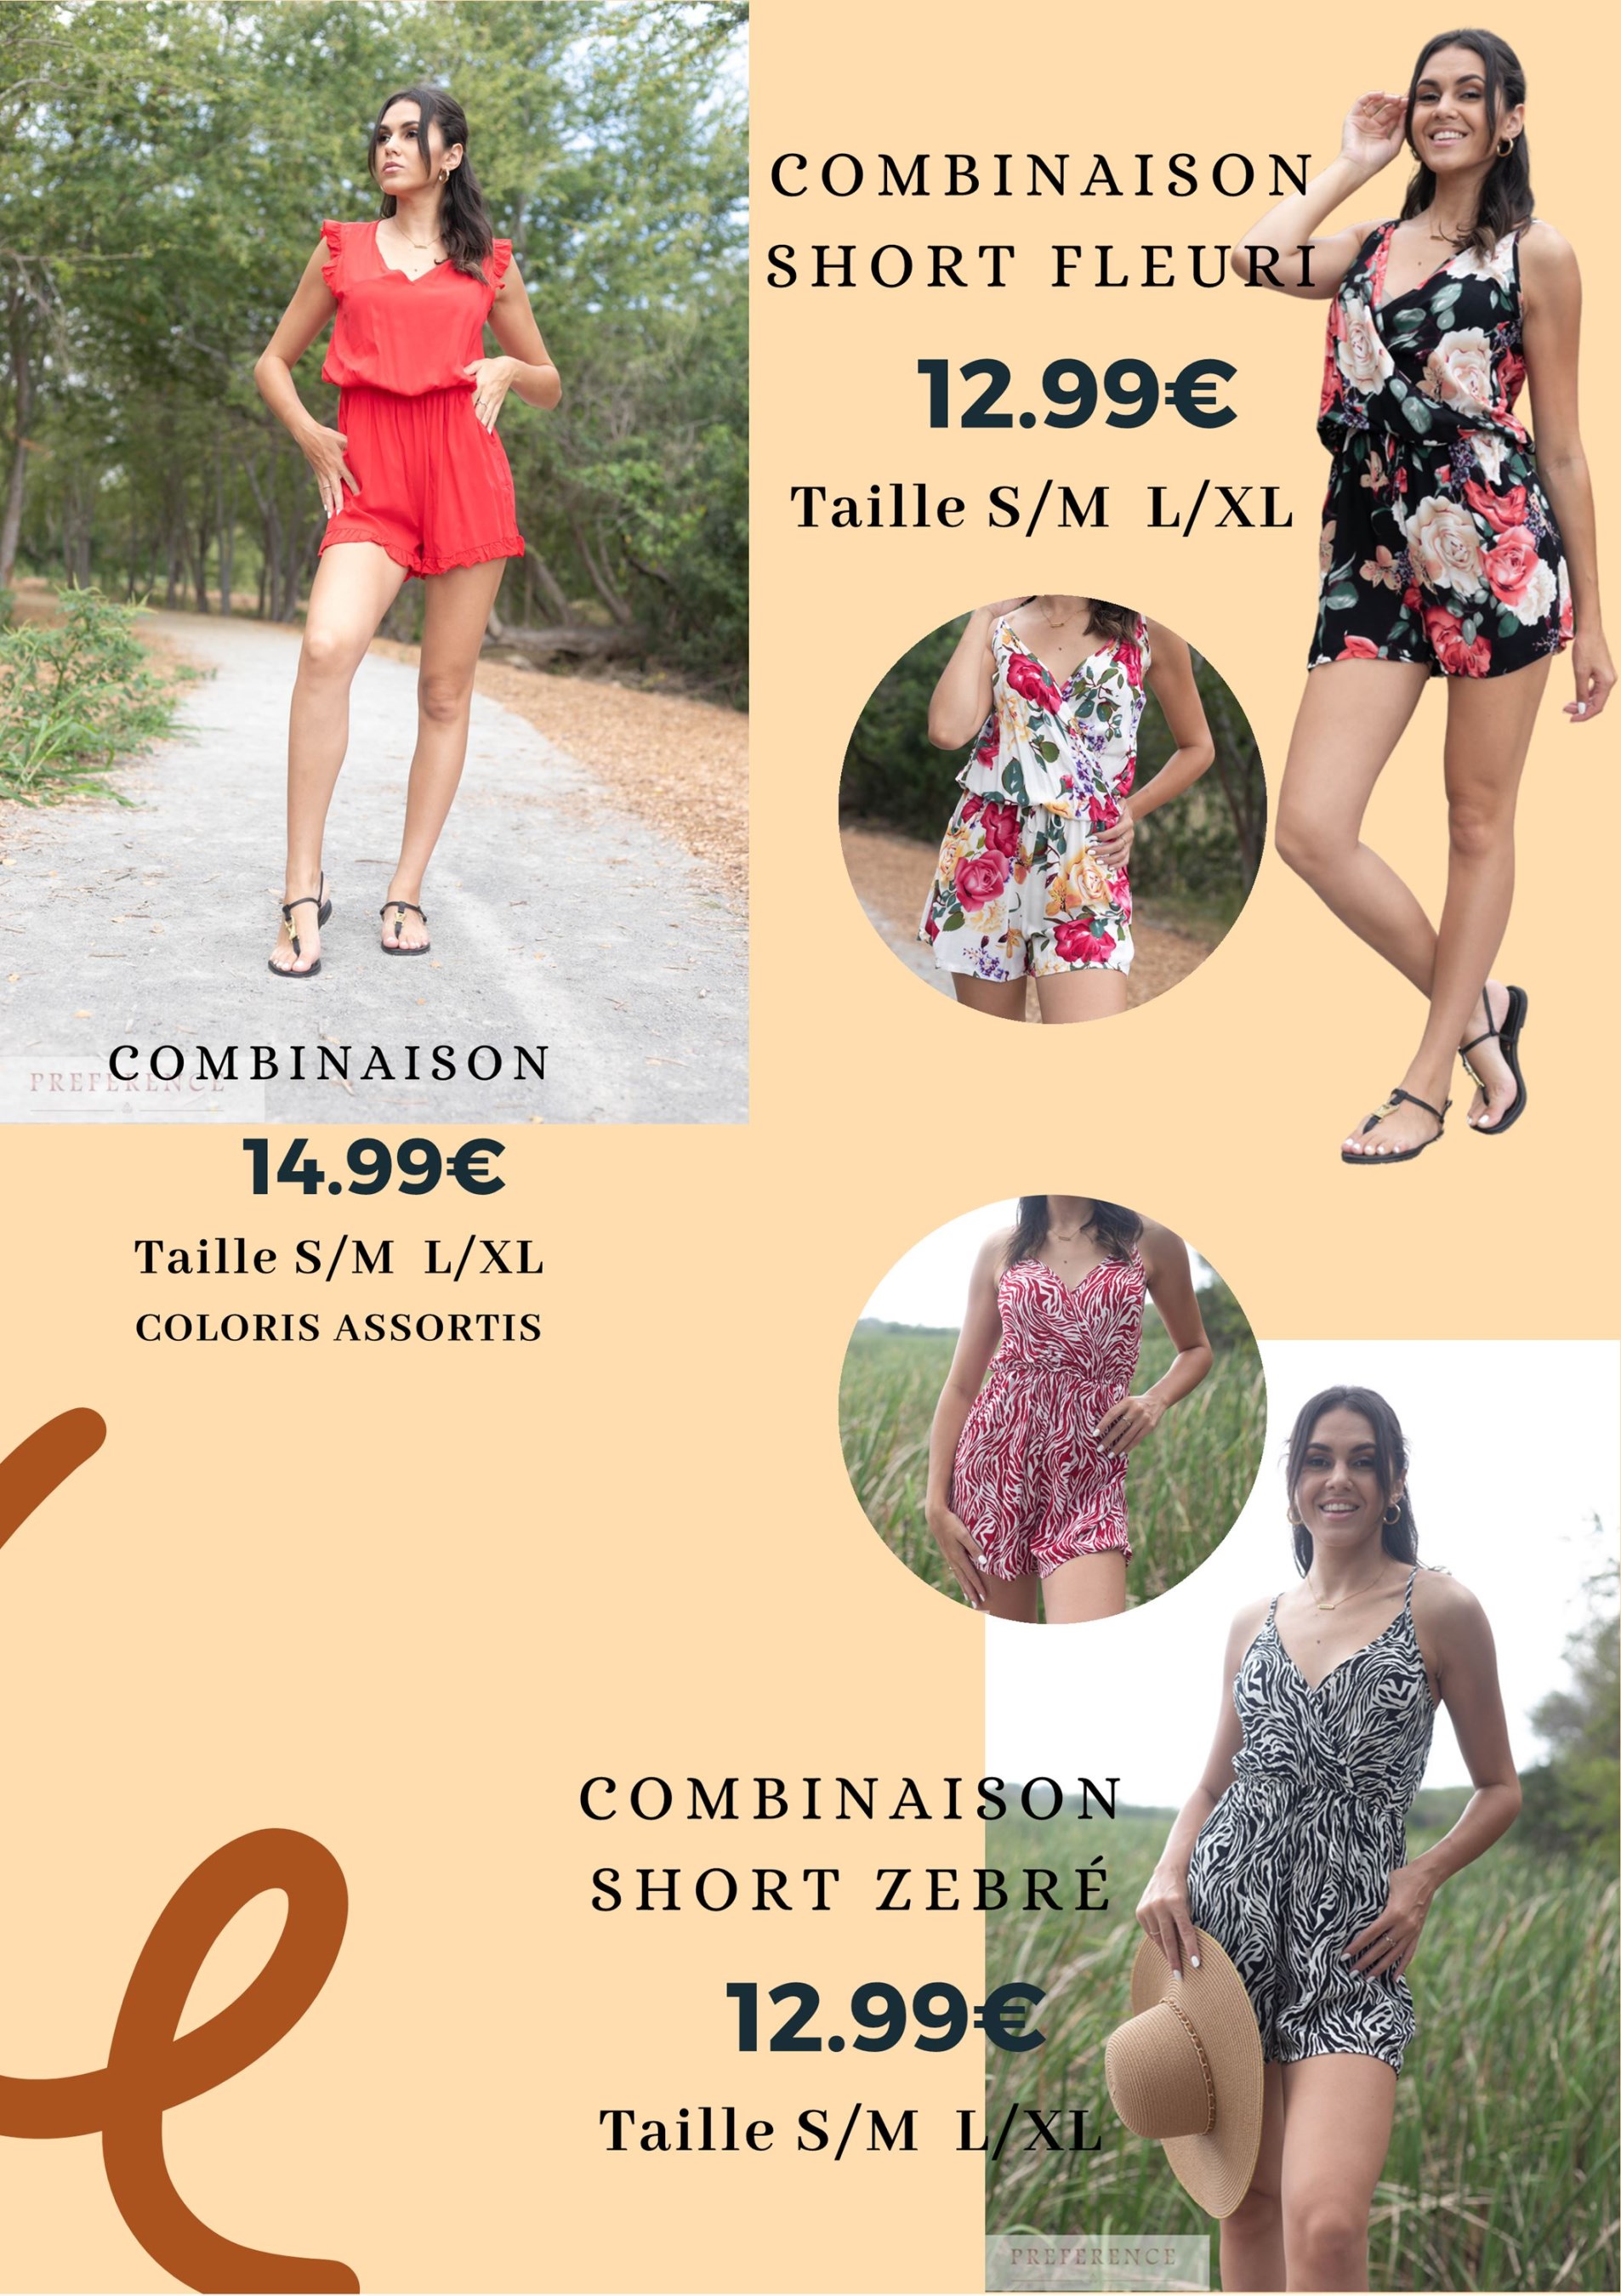 COMBINAISON
SHORT FLEURI
12.99€
Taille S/M L/XL
PREFERENCE
COMBINAISON
14.99€
Taille S/M L/XL
COLORIS ASSORTIS
COMBINAISON
SHORT ZEBRÉ
12.99€
Taille S/M L/XL
PREFERENCE